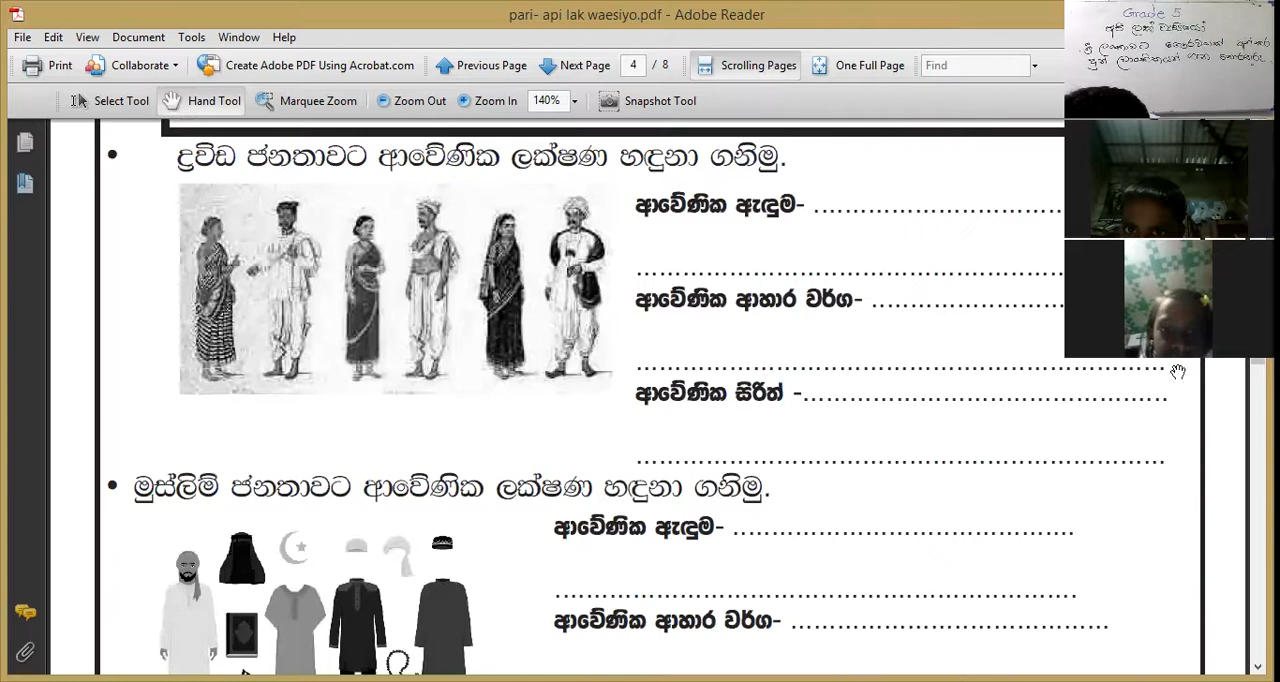 pari- api lak waesiyo.pdf - Adobe Reader
File Edit View Document Tools Window Help
Print Collaborate Create Adobe PDF Using Acrobat.com Previous Page Next Page 4 / 8 Scrolling Pages One Full Page Find
Select Tool Hand Tool Marquee Zoom Zoom Out Zoom In 140% Snapshot Tool
Grade 5
අපි ලක් වැසියෝ
• ද්‍රවිඩ ජනතාවට ආවේණික ලක්ෂණ හඳුනා ගනිමු.
ආවේණික ඇඳුම- ................................
................................................
ආවේණික ආහාර වර්ග- .........................
................................................
ආවේණික සිරිත් -................................................
................................................
• මුස්ලිම් ජනතාවට ආවේණික ලක්ෂණ හඳුනා ගනිමු.
ආවේණික ඇඳුම- ............................................
................................................
ආවේණික ආහාර වර්ග- ........................................